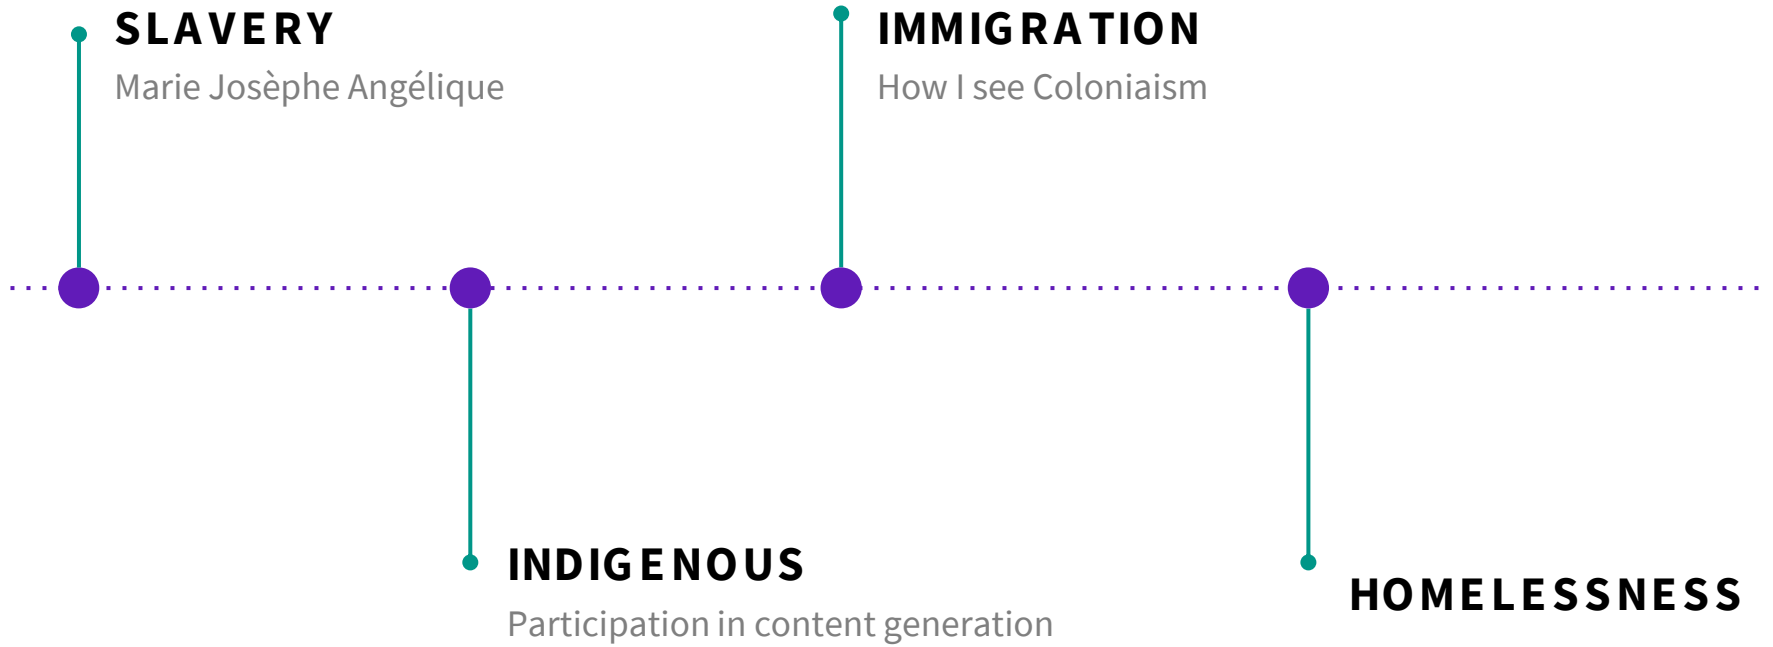 SLAVERY
Marie Josèphe Angélique
IMMIGRATION
How I see Coloniaism
INDIGENOUS
Participation in content generation
HOMELESSNESS